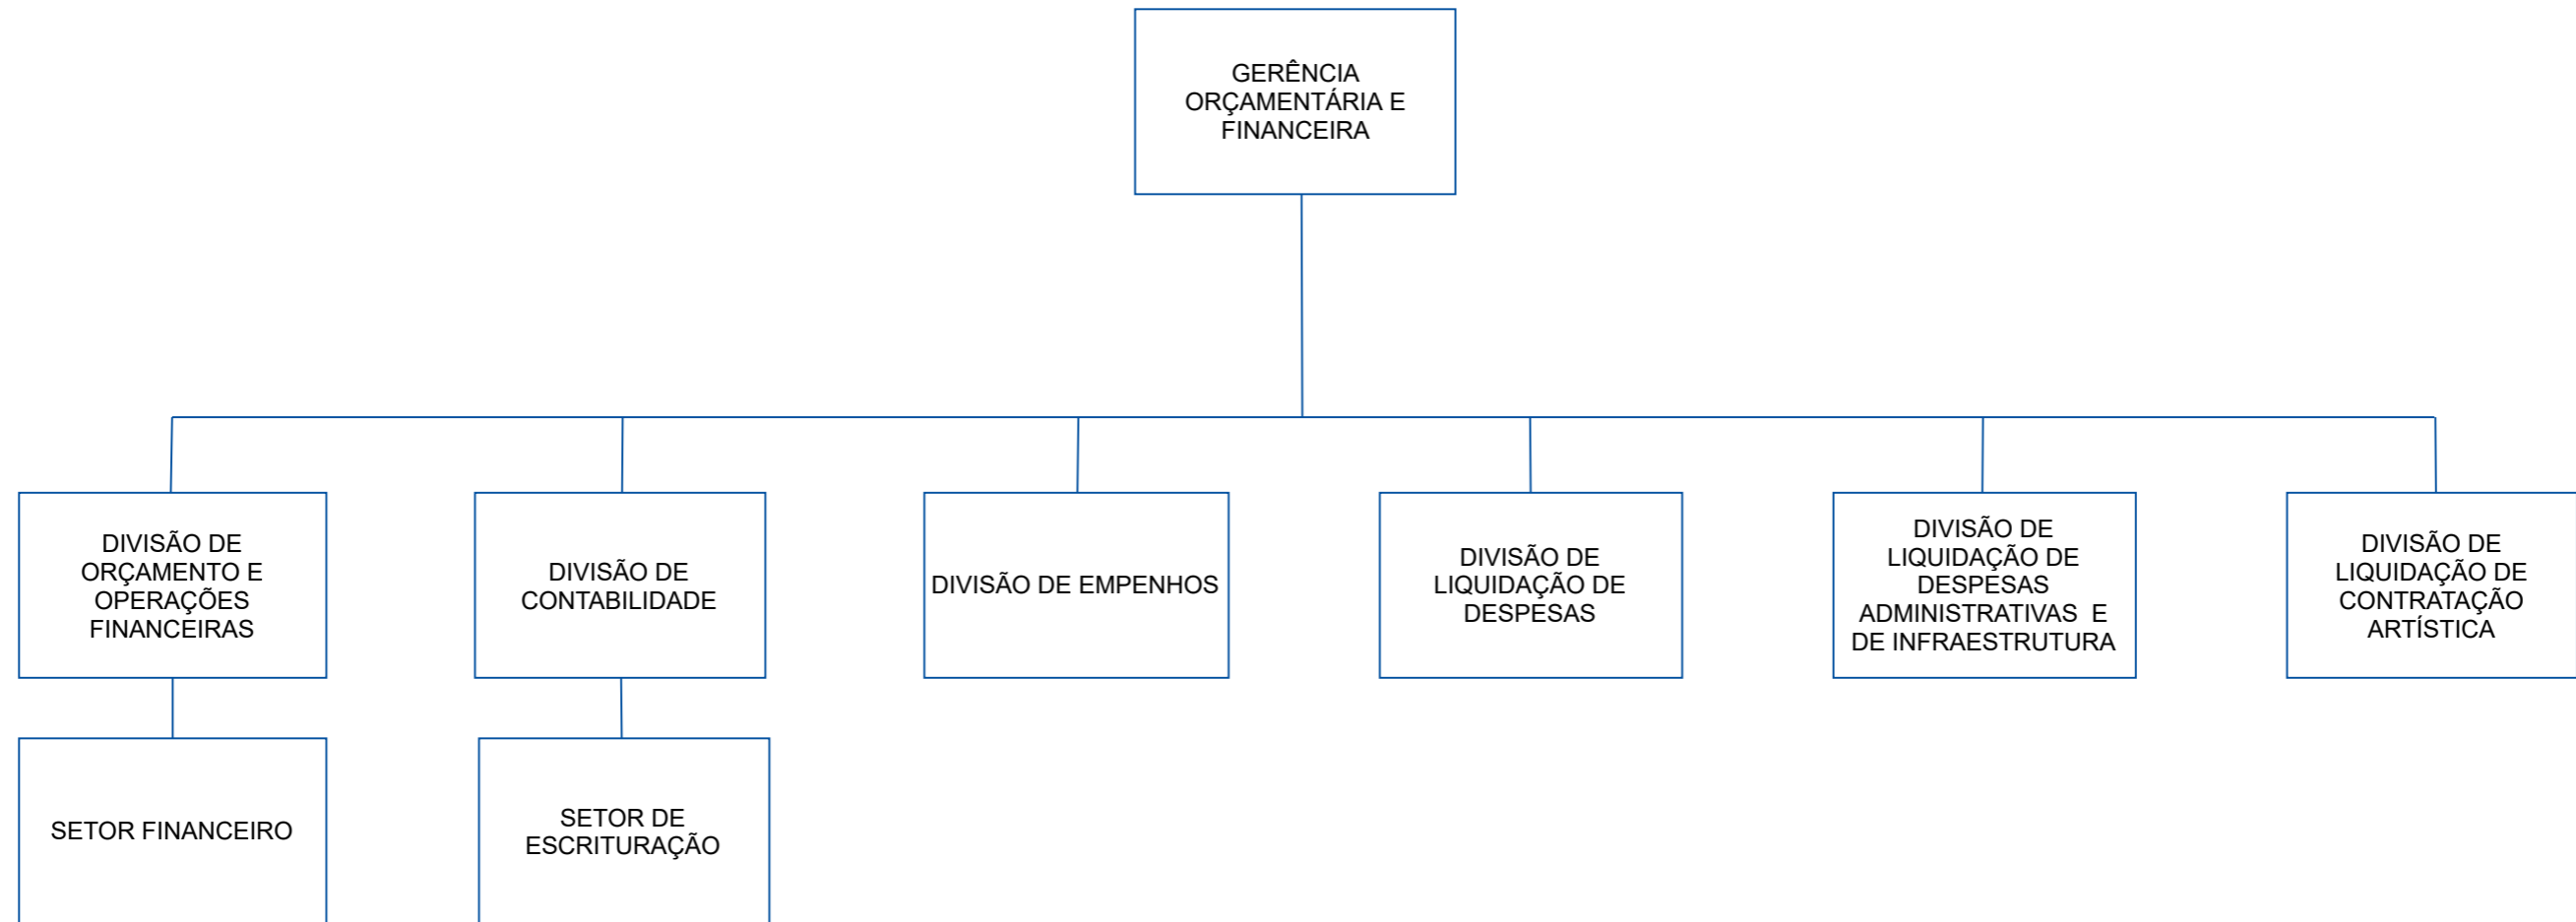 GERÊNCIA
ORÇAMENTÁRIA E
FINANCEIRA
DIVISÃO DE
ORÇAMENTO E
OPERAÇÕES
FINANCEIRAS
DIVISÃO DE
CONTABILIDADE
DIVISÃO DE EMPENHOS
DIVISÃO DE
LIQUIDAÇÃO DE
DESPESAS
DIVISÃO DE
LIQUIDAÇÃO DE
DESPESAS
ADMINISTRATIVAS E
DE INFRAESTRUTURA
DIVISÃO DE
LIQUIDAÇÃO DE
CONTRATAÇÃO
ARTÍSTICA
SETOR FINANCEIRO
SETOR DE
ESCRITURAÇÃO